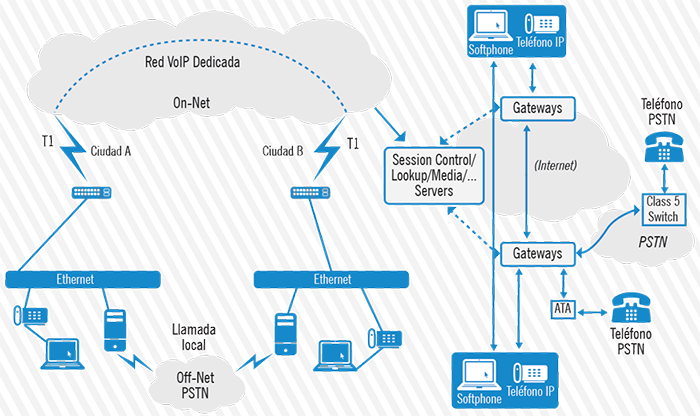 Red VoIP Dedicada
On-Net
T1
Ciudad A
Ciudad B
T1
Ethernet
Ethernet
Llamada
local
Off-Net
PSTN
Softphone
Teléfono IP
Gateways
Session Control/
Lookup/Media/...
Servers
(Internet)
Teléfono
PSTN
Class 5
Switch
PSTN
Gateways
ATA
Teléfono
PSTN
Softphone
Teléfono IP